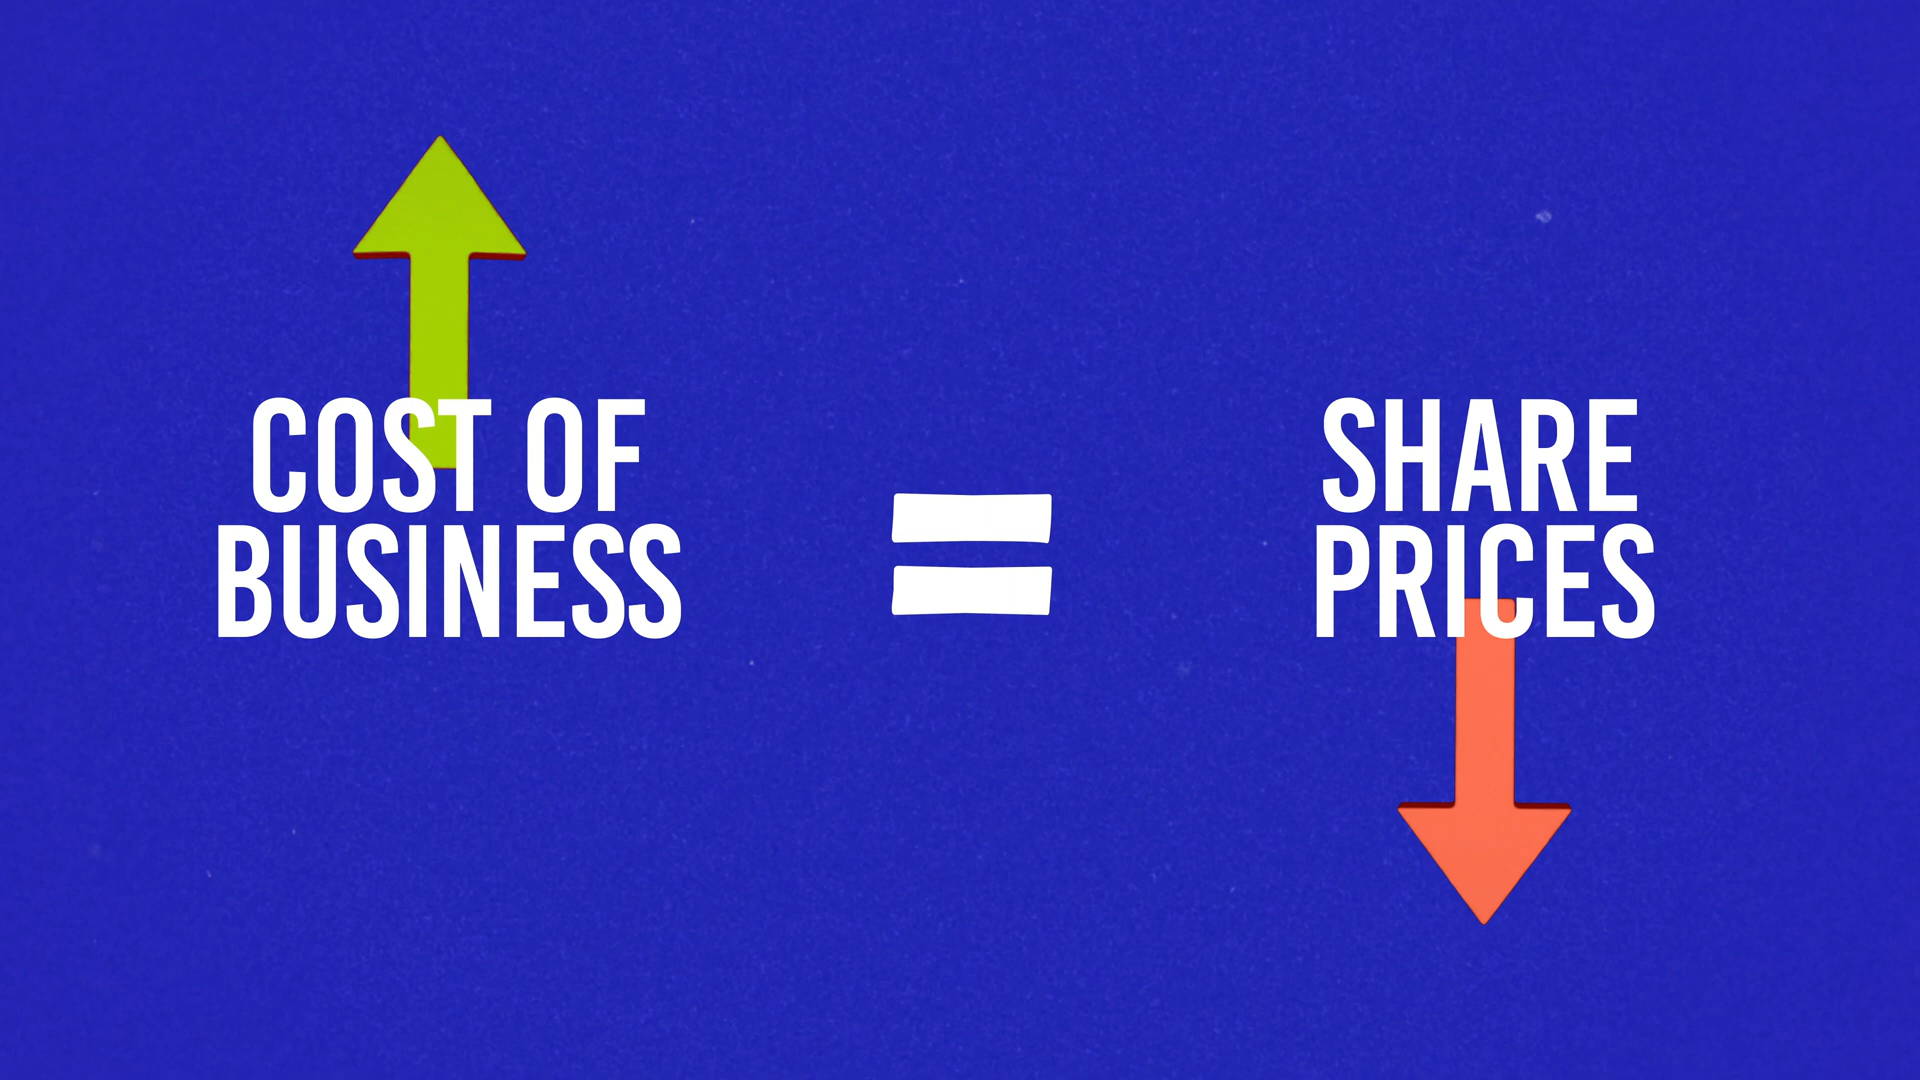 COST OF
BUSINESS
=
SHARE
PRICES